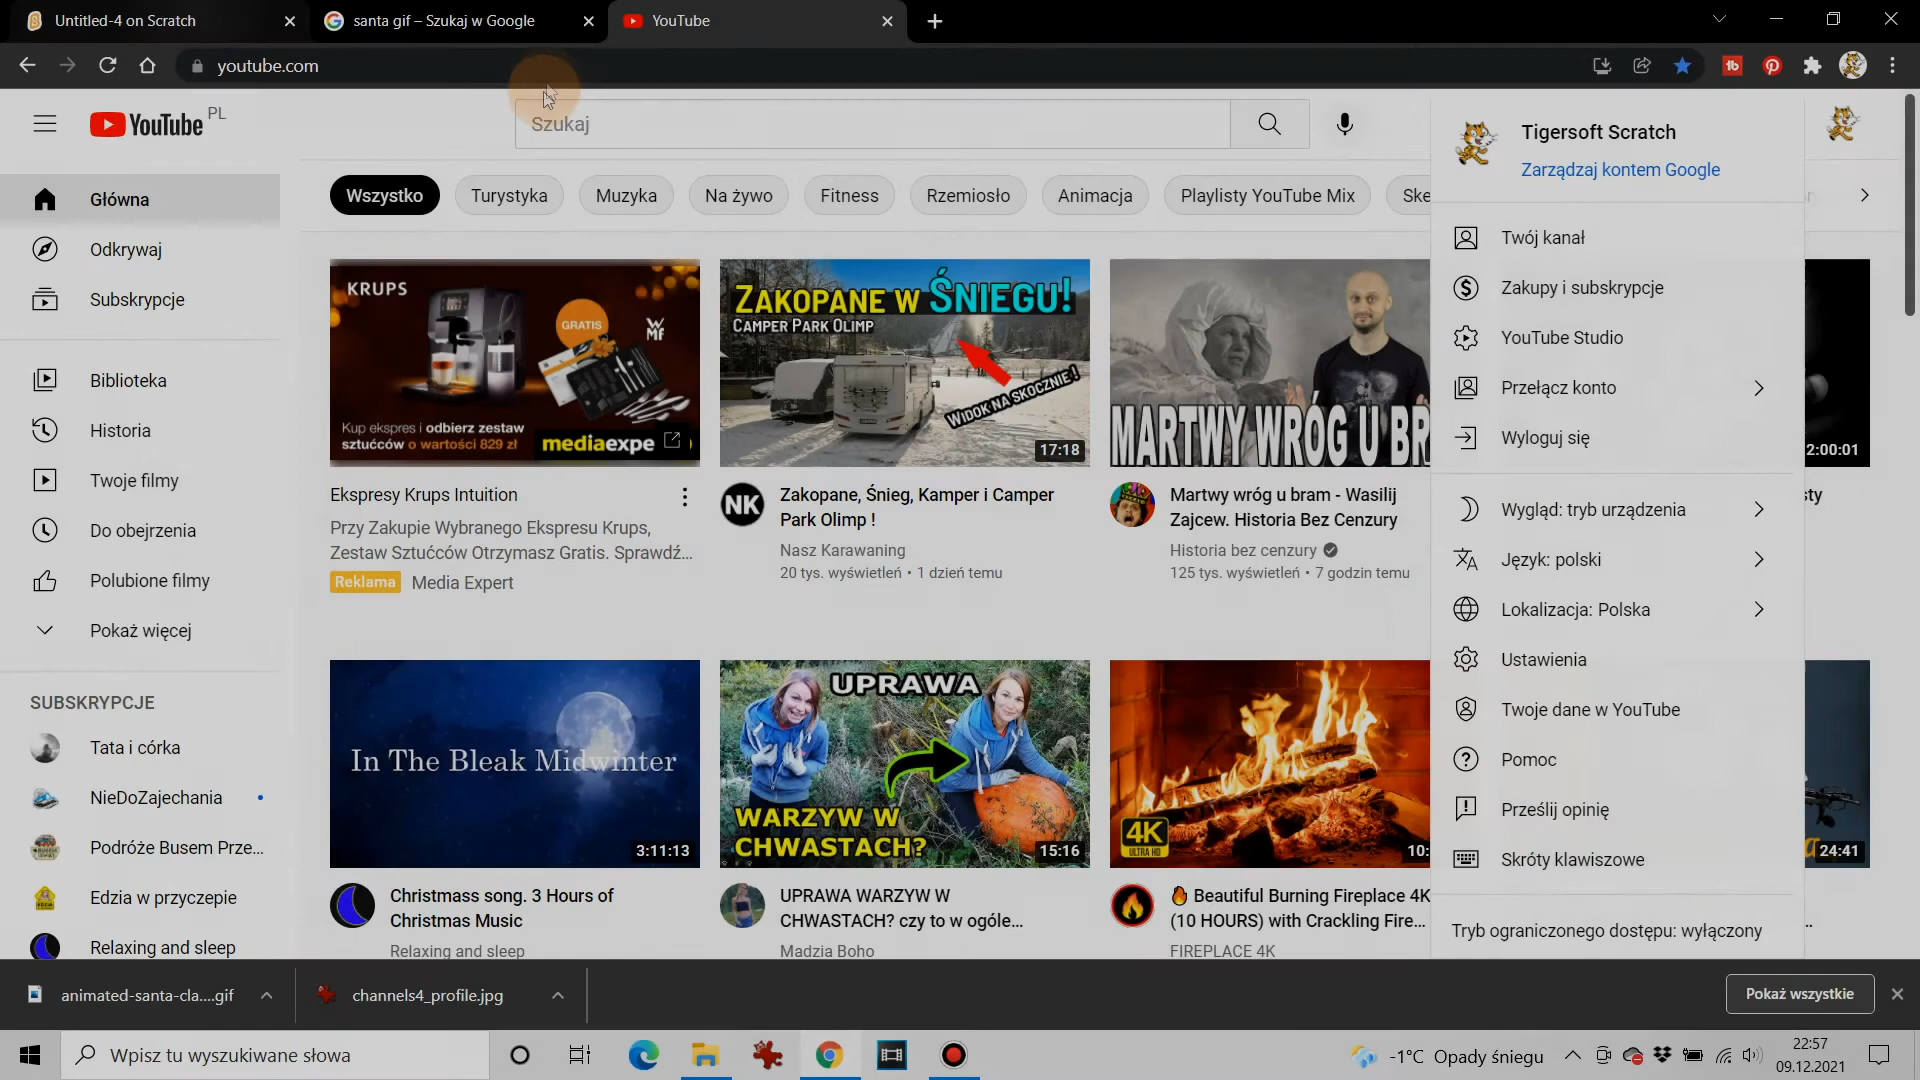 Untitled-4 on Scratch
santa gif – Szukaj w Google
YouTube
youtube.com
YouTube PL
Szukaj
Tigersoft Scratch
Zarządzaj kontem Google
Główna
Odkrywaj
Subskrypcje
Biblioteka
Historia
Twoje filmy
Do obejrzenia
Polubione filmy
Pokaż więcej
SUBSKRYPCJE
Tata i córka
NieDoZajechania
Podróże Busem Prze...
Edzia w przyczepie
Relaxing and sleep
Wszystko
Turystyka
Muzyka
Na żywo
Fitness
Rzemiosło
Animacja
Playlisty YouTube Mix
Ske
KRUPS
GRATIS
WMF
Kup ekspres i odbierz zestaw
sztućców o wartości 829 zł
mediaexpe
Ekspresy Krups Intuition
Przy Zakupie Wybranego Ekspresu Krups,
Zestaw Sztućców Otrzymasz Gratis. Sprawdź...
Reklama Media Expert
ZAKOPANE W ŚNIEGU!
CAMPER PARK OLIMP
WIDOK NA SKOCZNIE!
17:18
NK
Zakopane, Śnieg, Kamper i Camper
Park Olimp !
Nasz Karawaning
20 tys. wyświetleń • 1 dzień temu
MARTWY WRÓG U BR
Martwy wróg u bram - Wasilij
Zajcew. Historia Bez Cenzury
Historia bez cenzury
125 tys. wyświetleń • 7 godzin temu
2:00:01
sty
In The Bleak Midwinter
3:11:13
Christmass song. 3 Hours of
Christmas Music
Relaxing and sleep
UPRAWA
WARZYW W
CHWASTACH?
15:16
UPRAWA WARZYW W
CHWASTACH? czy to w ogóle...
Madzia Boho
4K
ULTRA HD
10:
🔥 Beautiful Burning Fireplace 4K
(10 HOURS) with Crackling Fire...
FIREPLACE 4K
24:41
...
Twój kanał
Zakupy i subskrypcje
YouTube Studio
Przełącz konto
Wyloguj się
Wygląd: tryb urządzenia
Język: polski
Lokalizacja: Polska
Ustawienia
Twoje dane w YouTube
Pomoc
Prześlij opinię
Skróty klawiszowe
Tryb ograniczonego dostępu: wyłączony
animated-santa-cla....gif
channels4_profile.jpg
Pokaż wszystkie
Wpisz tu wyszukiwane słowa
-1°C Opady śniegu
22:57
09.12.2021